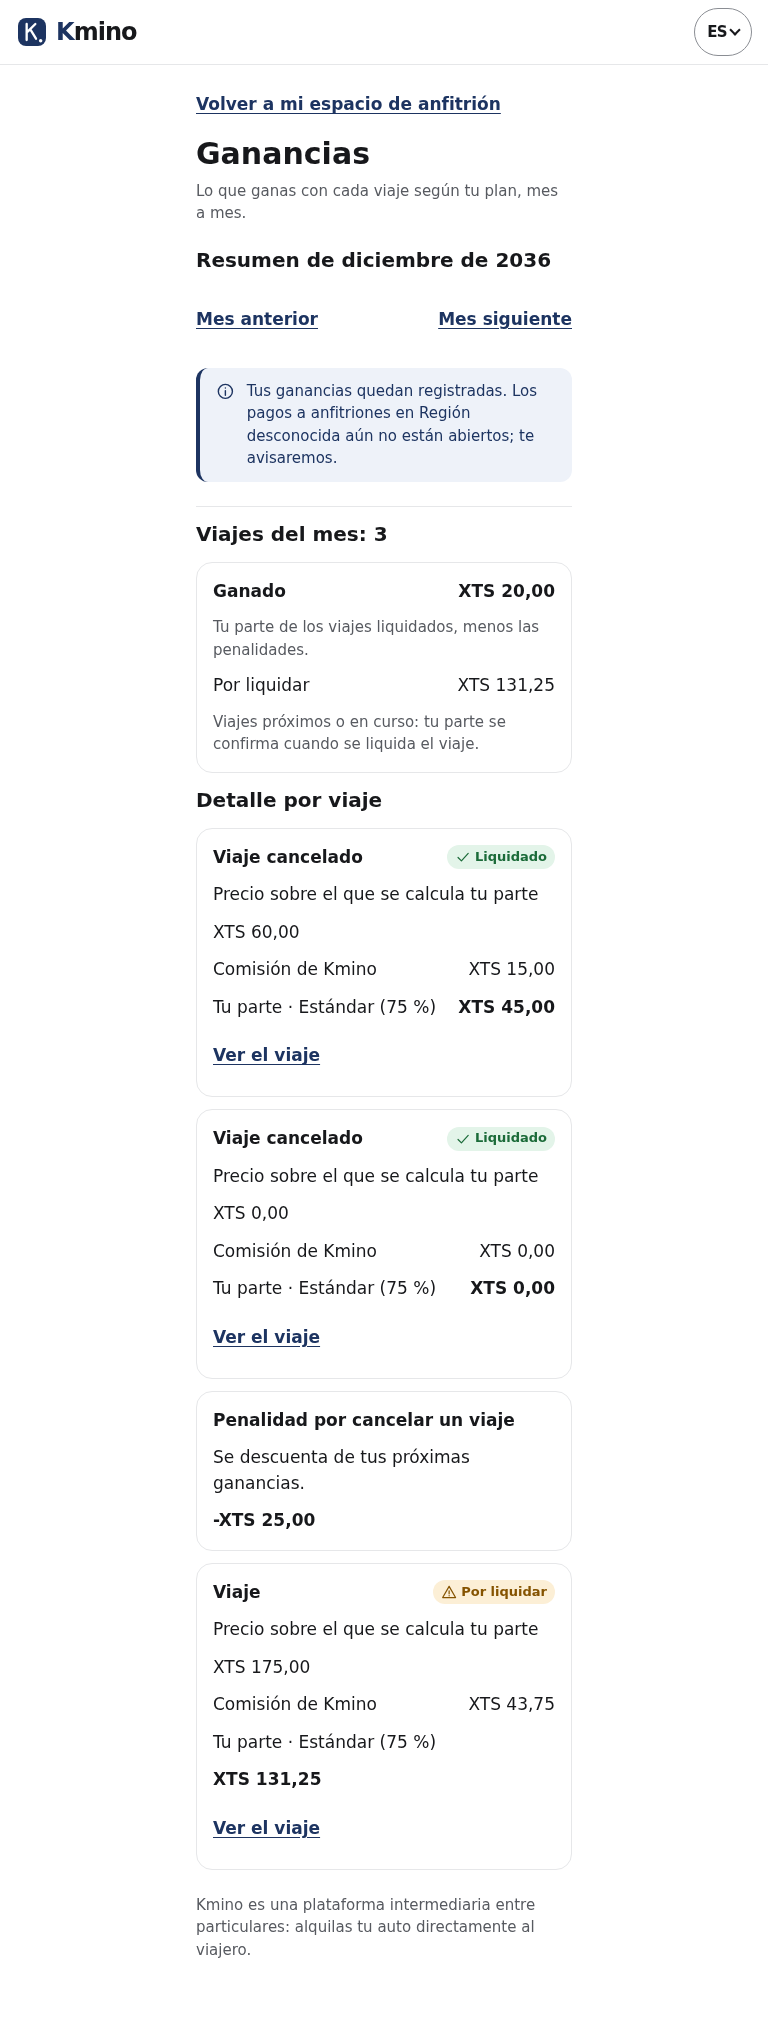 Kmino
ES
Volver a mi espacio de anfitrión
Ganancias
Lo que ganas con cada viaje según tu plan, mes
a mes.
Resumen de diciembre de 2036
Mes anterior
Mes siguiente
Tus ganancias quedan registradas. Los
pagos a anfitriones en Región
desconocida aún no están abiertos; te
avisaremos.
Viajes del mes: 3
Ganado XTS 20,00
Tu parte de los viajes liquidados, menos las
penalidades.
Por liquidar XTS 131,25
Viajes próximos o en curso: tu parte se
confirma cuando se liquida el viaje.
Detalle por viaje
Viaje cancelado Liquidado
Precio sobre el que se calcula tu parte
XTS 60,00
Comisión de Kmino XTS 15,00
Tu parte · Estándar (75 %) XTS 45,00
Ver el viaje
Viaje cancelado Liquidado
Precio sobre el que se calcula tu parte
XTS 0,00
Comisión de Kmino XTS 0,00
Tu parte · Estándar (75 %) XTS 0,00
Ver el viaje
Penalidad por cancelar un viaje
Se descuenta de tus próximas
ganancias.
-XTS 25,00
Viaje Por liquidar
Precio sobre el que se calcula tu parte
XTS 175,00
Comisión de Kmino XTS 43,75
Tu parte · Estándar (75 %)
XTS 131,25
Ver el viaje
Kmino es una plataforma intermediaria entre
particulares: alquilas tu auto directamente al
viajero.